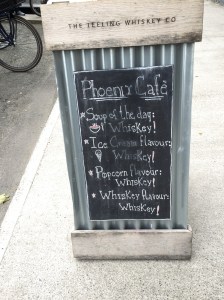 THE TEELING WHISKEY CO
Phoenix Café
*Soup of the day:
Whiskey!
*Ice Cream flavour:
Whiskey!
*Popcorn flavour:
Whiskey!
*Whiskey flavour:
Whiskey!